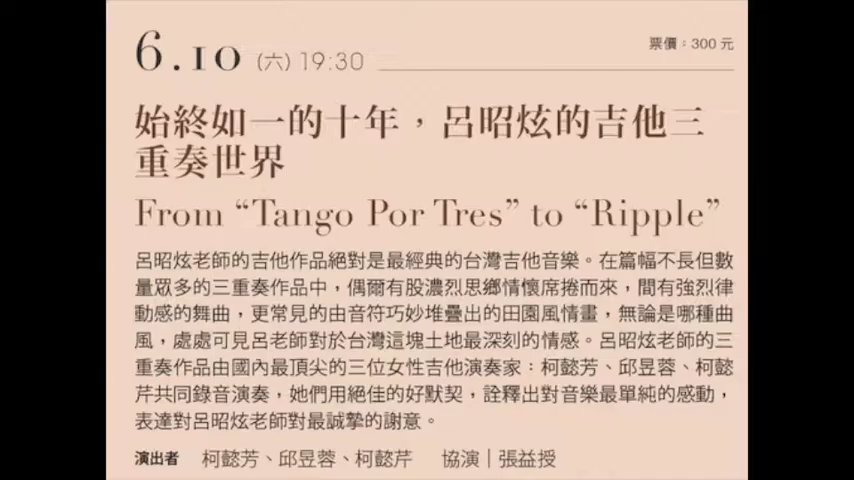 6.10 (六) 19:30
票價：300 元
始終如一的十年，呂昭炫的吉他三
重奏世界
From “Tango Por Tres” to “Ripple”
呂昭炫老師的吉他作品絕對是最經典的台灣吉他音樂。在篇幅不長但數
量眾多的三重奏作品中，偶爾有股濃烈思鄉情懷席捲而來，間有強烈律
動感的舞曲，更常見的由音符巧妙堆疊出的田園風情畫，無論是哪種曲
風，處處可見呂老師對於台灣這塊土地最深刻的情感。呂昭炫老師的三
重奏作品由國內最頂尖的三位女性吉他演奏家：柯懿芳、邱昱蓉、柯懿
芹共同錄音演奏，她們用絕佳的好默契，詮釋出對音樂最單純的感動，
表達對呂昭炫老師對最誠摯的謝意。
演出者 柯懿芳、邱昱蓉、柯懿芹 協演｜張益授